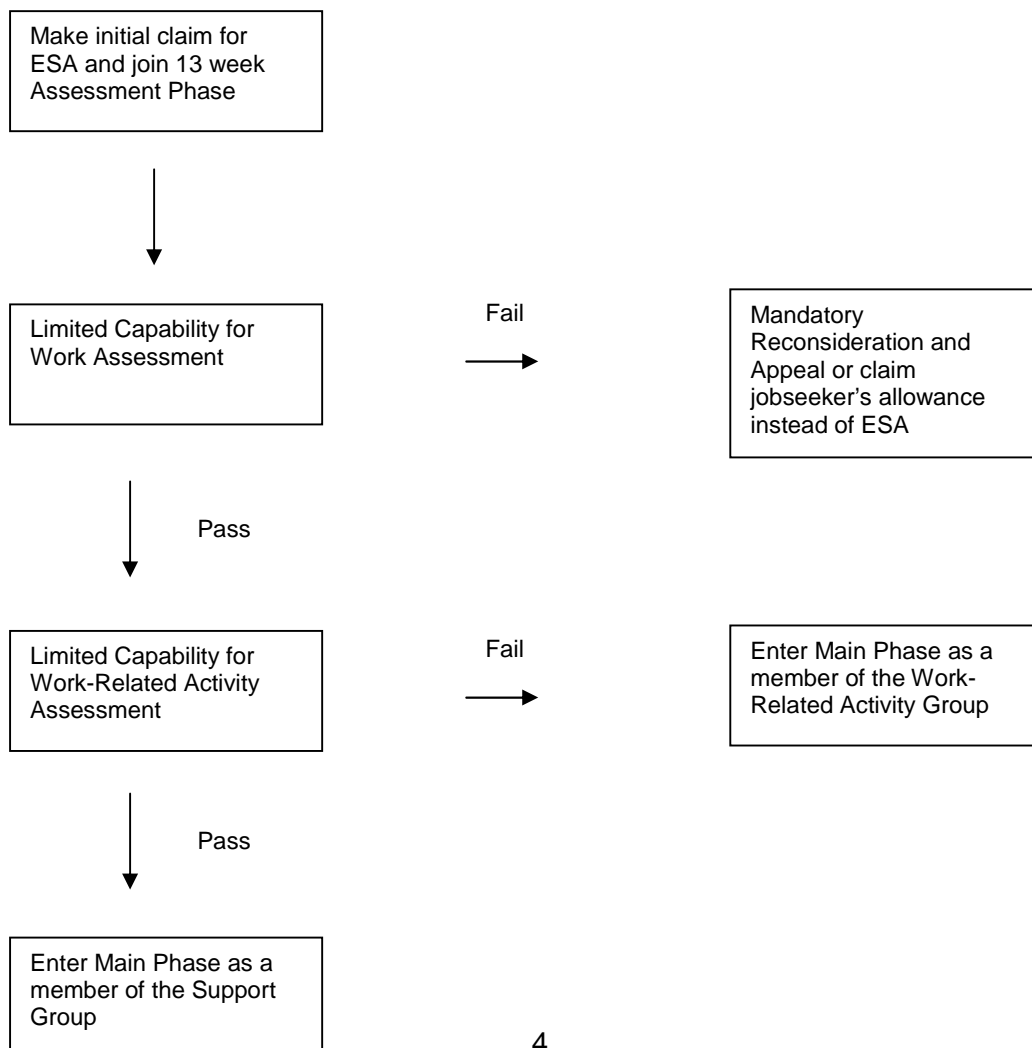 Make initial claim for
ESA and join 13 week
Assessment Phase
Limited Capability for
Work Assessment
Fail
Mandatory
Reconsideration and
Appeal or claim
jobseeker’s allowance
instead of ESA
Pass
Limited Capability for
Work-Related Activity
Assessment
Fail
Enter Main Phase as a
member of the Work-
Related Activity Group
Pass
Enter Main Phase as a
member of the Support
Group
4